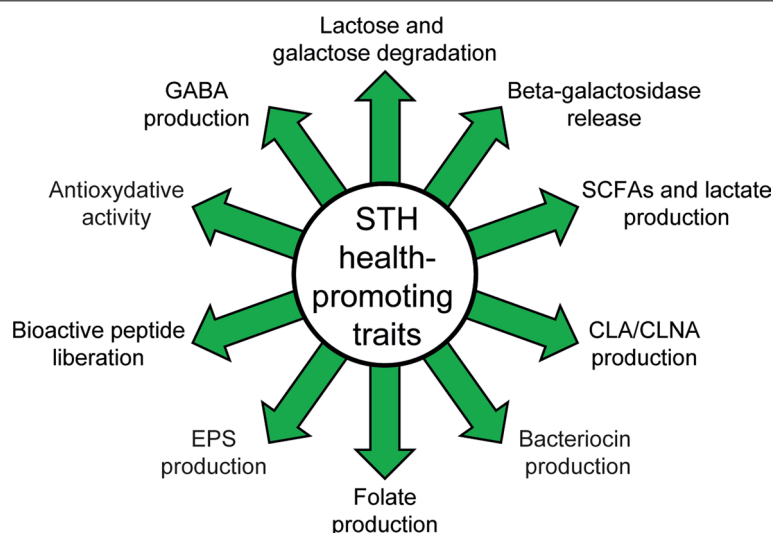 Lactose and
galactose degradation
Beta-galactosidase
release
SCFAs and lactate
production
CLA/CLNA
production
Bacteriocin
production
Folate
production
EPS
production
Bioactive peptide
liberation
Antioxydative
activity
GABA
production
STH
health-
promoting
traits